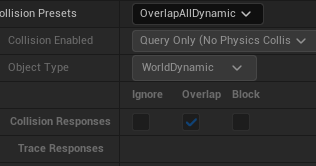 ollision Presets OverlapAllDynamic
Collision Enabled Query Only (No Physics Collis
Object Type WorldDynamic
Ignore Overlap Block
Collision Responses
Trace Responses